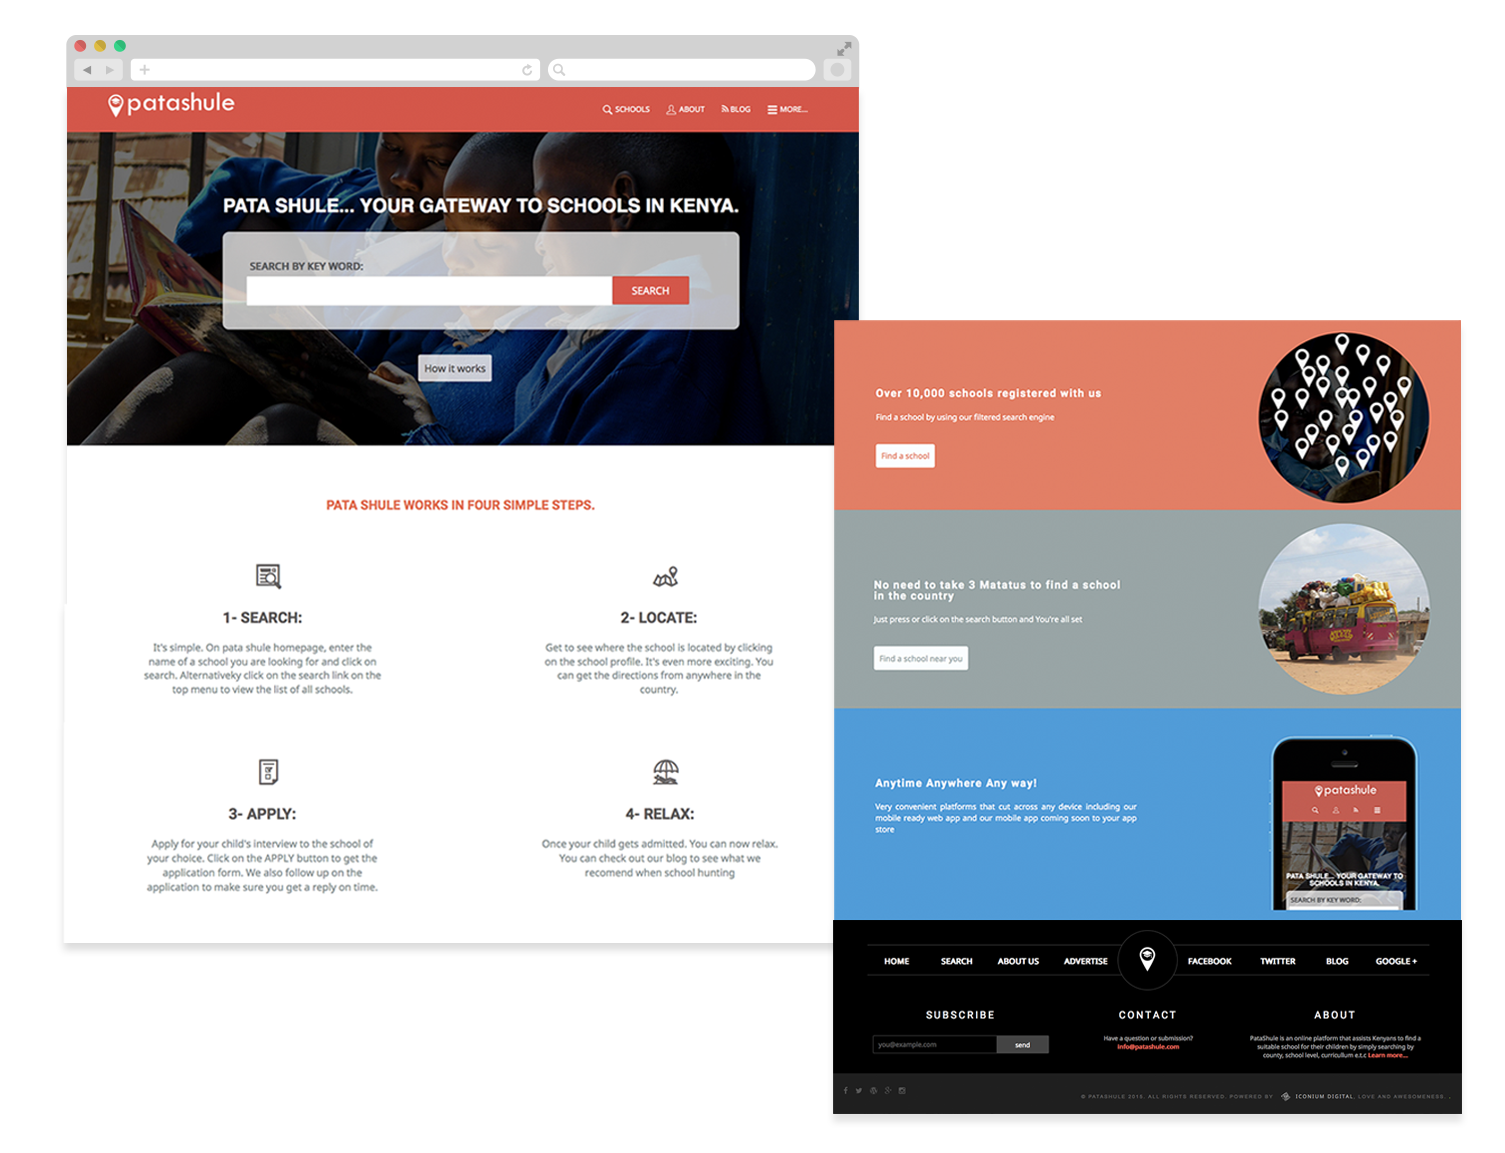 patashule
SCHOOLS ABOUT BLOG MORE...
PATA SHULE... YOUR GATEWAY TO SCHOOLS IN KENYA.
SEARCH BY KEY WORD:
SEARCH
How it works
PATA SHULE WORKS IN FOUR SIMPLE STEPS.
1- SEARCH:
It's simple. On pata shule homepage, enter the
name of a school you are looking for and click on
search. Alternativeky click on the search link on the
top menu to view the list of all schools.
2- LOCATE:
Get to see where the school is located by clicking
on the school profile. It's even more exciting. You
can get the directions from anywhere in the
country.
3- APPLY:
Apply for your child's interview to the school of
your choice. Click on the APPLY button to get the
application form. We also follow up on the
application to make sure you get a reply on time.
4- RELAX:
Once your child gets admitted. You can now relax.
You can check out our blog to see what we
recomend when school hunting
Over 10,000 schools registered with us
Find a school by using our filtered search engine
Find a school
No need to take 3 Matatus to find a school
in the country
Just press or click on the search button and You're all set
Find a school near you
Anytime Anywhere Any way!
Very convenient platforms that cut across any device including our
mobile ready web app and our mobile app coming soon to your app
store
patashule
PATA SHULE... YOUR GATEWAY TO
SCHOOLS IN KENYA.
SEARCH BY KEY WORD:
HOME SEARCH ABOUT US ADVERTISE FACEBOOK TWITTER BLOG GOOGLE +
SUBSCRIBE
you@example.com send
CONTACT
Have a question or submission?
info@patashule.com
ABOUT
PataShule is an online platform that assists Kenyans to find a
suitable school for their children by simply searching by
county, school level, curriculum e.t.c Learn more...
© PATASHULE 2015. ALL RIGHTS RESERVED. POWERED BY ICONIUM DIGITAL. LOVE AND AWESOMENESS. .